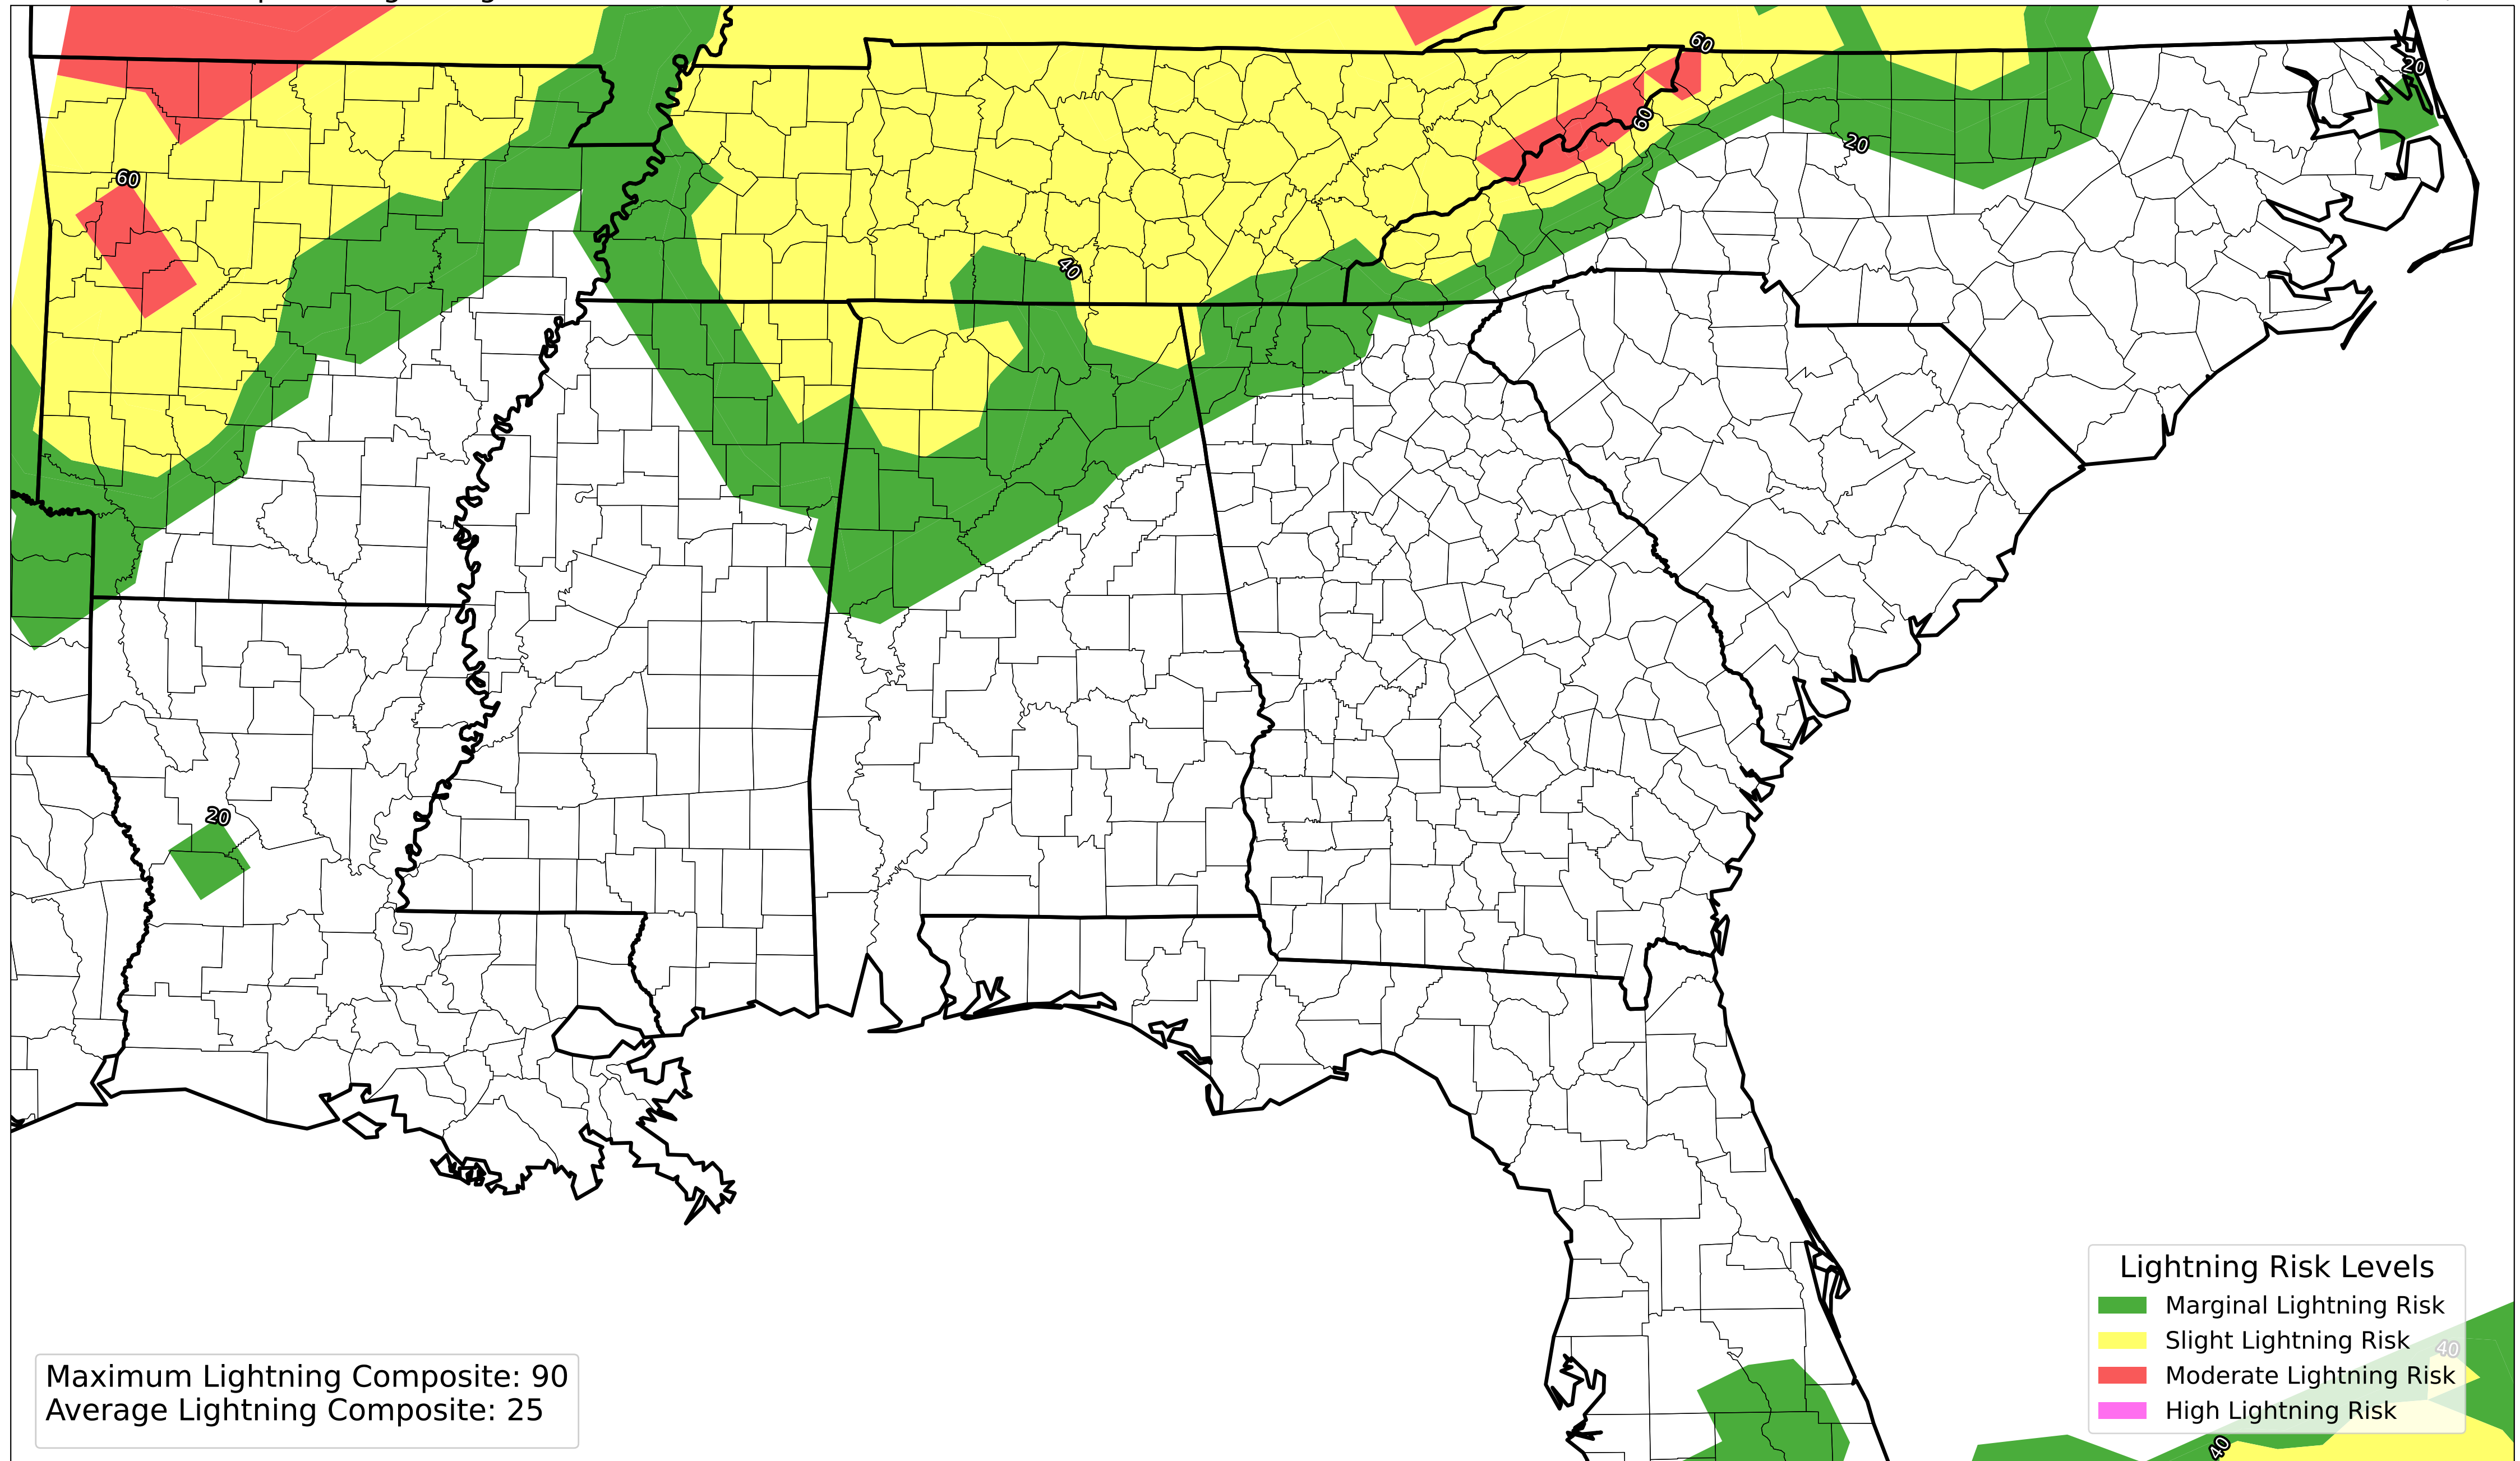 60
20
60
20
60
40
20
Lightning Risk Levels
Marginal Lightning Risk
Slight Lightning Risk
40
Moderate Lightning Risk
High Lightning Risk
40
Maximum Lightning Composite: 90
Average Lightning Composite: 25